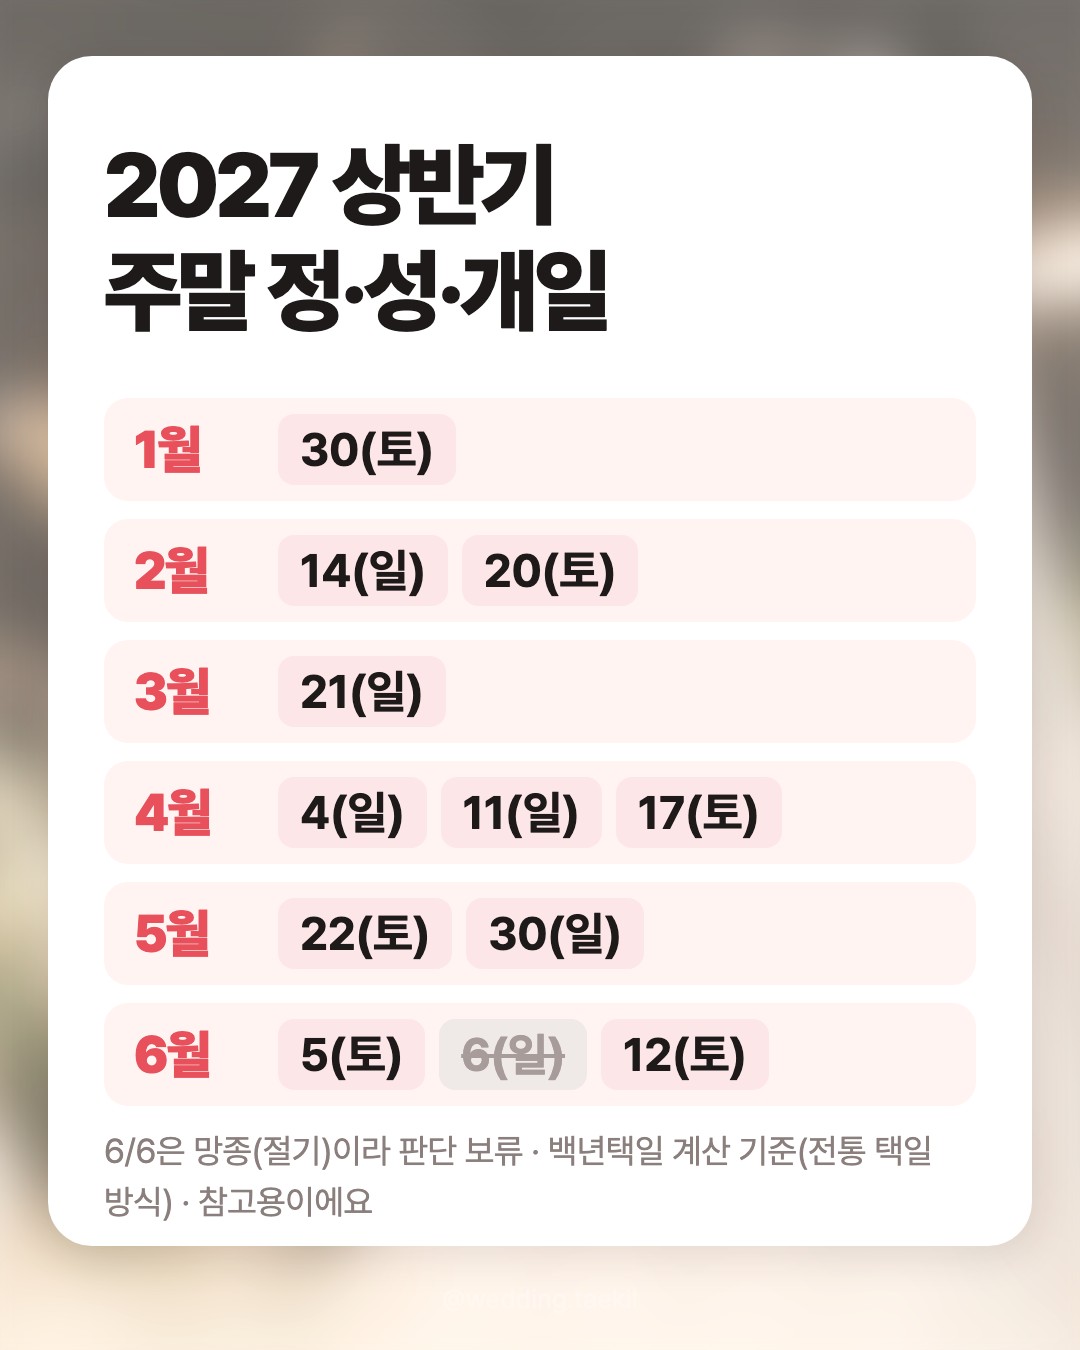 2027 상반기
주말 정·성·개일
1월 30(토)
2월 14(일) 20(토)
3월 21(일)
4월 4(일) 11(일) 17(토)
5월 22(토) 30(일)
6월 5(토) 6(일) 12(토)
6/6은 망종(절기)이라 판단 보류 · 백년택일 계산 기준(전통 택일
방식) · 참고용이에요